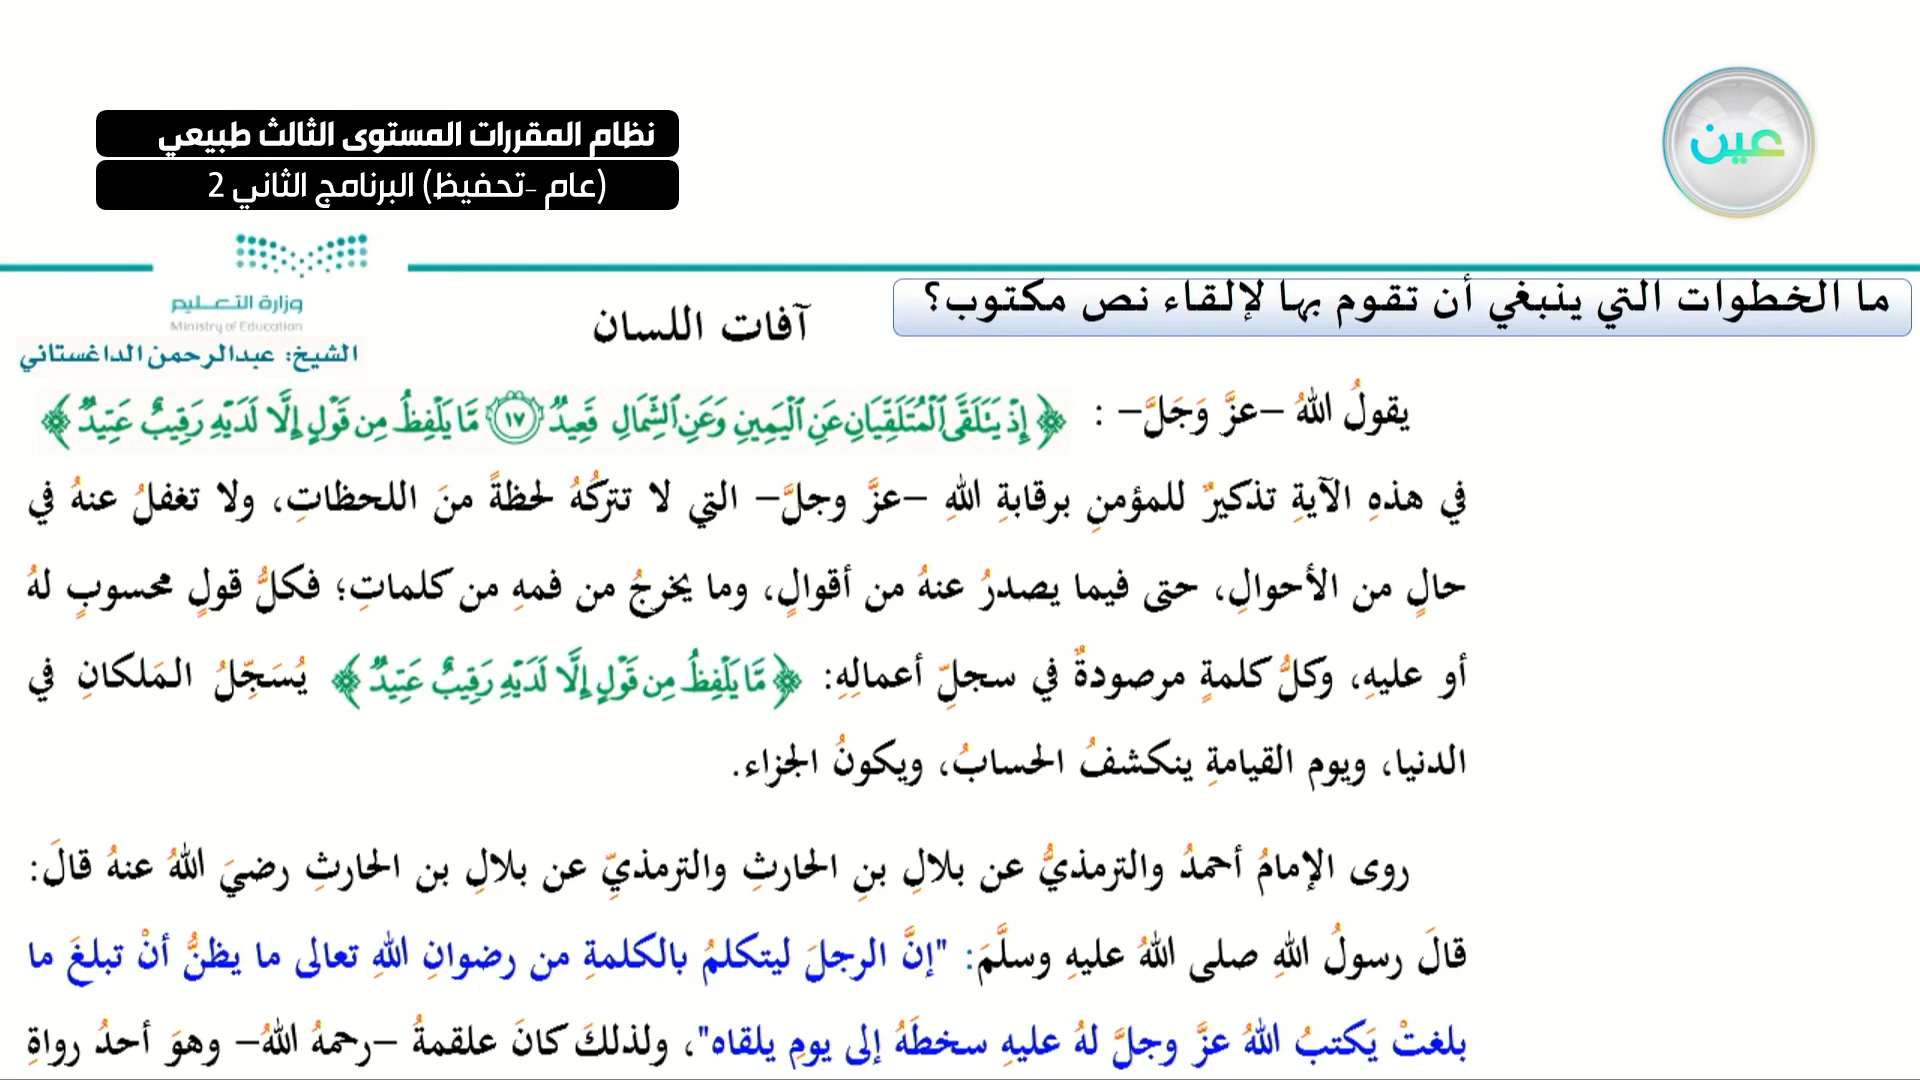 نظام المقررات المستوى الثالث طبيعي
(عام -تحفيظ) البرنامج الثاني 2
عين
وزارة التعـليم
Ministry of Education
الشيخ: عبدالرحمن الداغستاني
ما الخطوات التي ينبغي أن تقوم بها لإلقاء نص مكتوب؟
آفات اللسان
يقولُ اللهُ –عزَّ وَجَلَّ– : ﴿إِذْ يَتَلَقَّى ٱلْمُتَلَقِّيَانِ عَنِ ٱلْيَمِينِ وَعَنِ ٱلشِّمَالِ قَعِيدٌ ١٧ مَّا يَلْفِظُ مِن قَوْلٍ إِلَّا لَدَيْهِ رَقِيبٌ عَتِيدٌ﴾
في هذهِ الآيةِ تذكيرٌ للمؤمنِ برقابةِ اللهِ –عزَّ وجلَّ– التي لا تتركُهُ لحظةً منَ اللحظاتِ، ولا تغفلُ عنهُ في
حالٍ من الأحوالِ، حتى فيما يصدرُ عنهُ من أقوالٍ، وما يخرجُ من فمهِ من كلماتِ؛ فكلُّ قولٍ محسوبٍ لهُ
أو عليهِ، وكلُّ كلمةٍ مرصودةٌ في سجلِّ أعمالِهِ: ﴿مَّا يَلْفِظُ مِن قَوْلٍ إِلَّا لَدَيْهِ رَقِيبٌ عَتِيدٌ﴾ يُسَجِّلُ المَلكانِ في
الدنيا، ويوم القيامةِ ينكشفُ الحسابُ، ويكونُ الجزاء.
روى الإمامُ أحمدُ والترمذيُّ عن بلالِ بنِ الحارثِ والترمذيِّ عن بلالِ بن الحارثِ رضيَ اللهُ عنهُ قالَ:
قالَ رسولُ اللهِ صلى اللهُ عليهِ وسلَّمَ: "إنَّ الرجلَ ليتكلمُ بالكلمةِ من رضوانِ اللهِ تعالى ما يظنُّ أنْ تبلغَ ما
بلغتْ يَكتبُ اللهُ عزَّ وجلَّ لهُ عليهِ سخطَهُ إلى يومِ يلقاه"، ولذلكَ كانَ علقمةُ –رحمهُ اللهُ– وهوَ أحدُ رواةِ